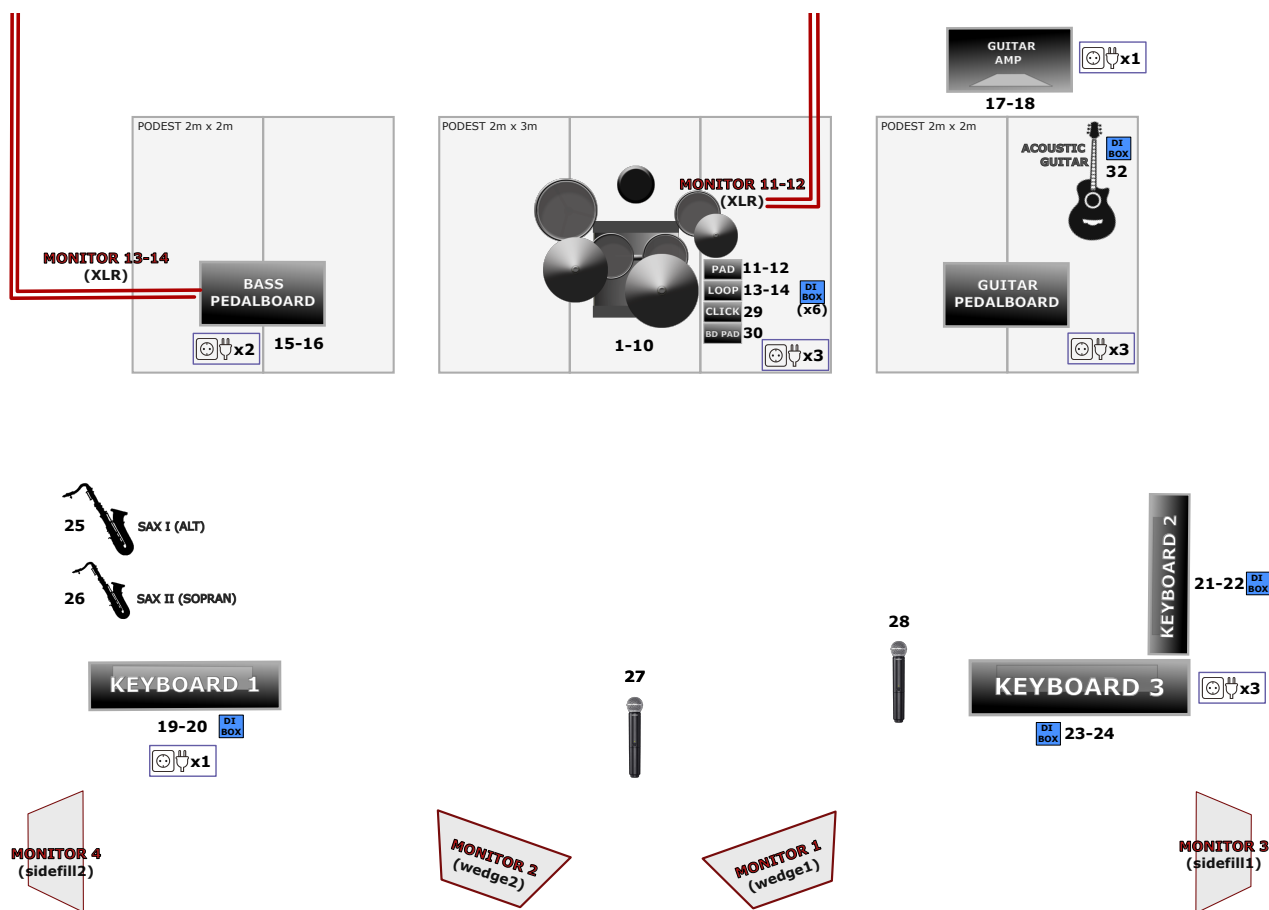 GUITAR
AMP
x1
17-18
PODEST 2m x 2m
PODEST 2m x 3m
PODEST 2m x 2m
ACOUSTIC
GUITAR
DI
BOX
32
MONITOR 11-12
(XLR)
MONITOR 13-14
(XLR)
BASS
PEDALBOARD
x2
15-16
PAD
11-12
LOOP
13-14
CLICK
29
BD PAD
30
DI
BOX
(x6)
1-10
x3
GUITAR
PEDALBOARD
x3
25
SAX I (ALT)
26
SAX II (SOPRAN)
KEYBOARD 2
21-22
DI
BOX
28
27
KEYBOARD 1
19-20
DI
BOX
x1
KEYBOARD 3
x3
DI
BOX
23-24
MONITOR 4
(sidefill2)
MONITOR 2
(wedge2)
MONITOR 1
(wedge1)
MONITOR 3
(sidefill1)